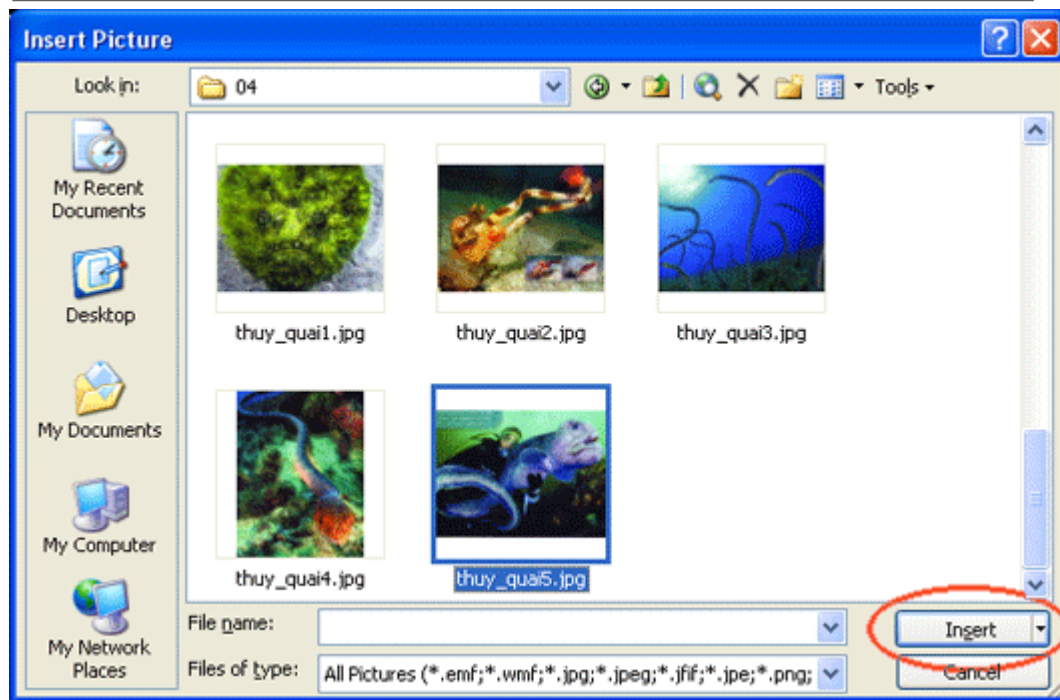 Insert Picture
Look in:
04
Tools
My Recent
Documents
Desktop
My Documents
My Computer
My Network
Places
thuy_quai1.jpg
thuy_quai2.jpg
thuy_quai3.jpg
thuy_quai4.jpg
thuy_quai5.jpg
File name:
Insert
Files of type:
All Pictures (*.emf;*.wmf;*.jpg;*.jpeg;*.jfif;*.jpe;*.png;
Cancel